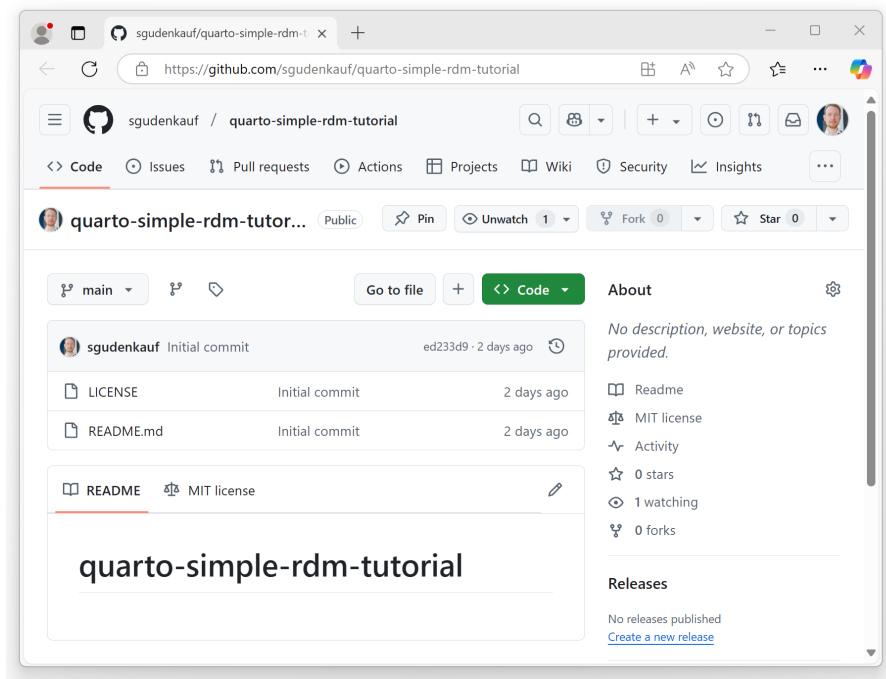 sgudenkauf/quarto-simple-rdm-t
https://github.com/sgudenkauf/quarto-simple-rdm-tutorial
sgudenkauf / quarto-simple-rdm-tutorial
Code Issues Pull requests Actions Projects Wiki Security Insights
quarto-simple-rdm-tutor... Public Pin Unwatch 1 Fork 0 Star 0
main Go to file Code
sgudenkauf Initial commit ed233d9 · 2 days ago
LICENSE Initial commit 2 days ago
README.md Initial commit 2 days ago
README MIT license
quarto-simple-rdm-tutorial
About
No description, website, or topics
provided.
Readme
MIT license
Activity
0 stars
1 watching
0 forks
Releases
No releases published
Create a new release